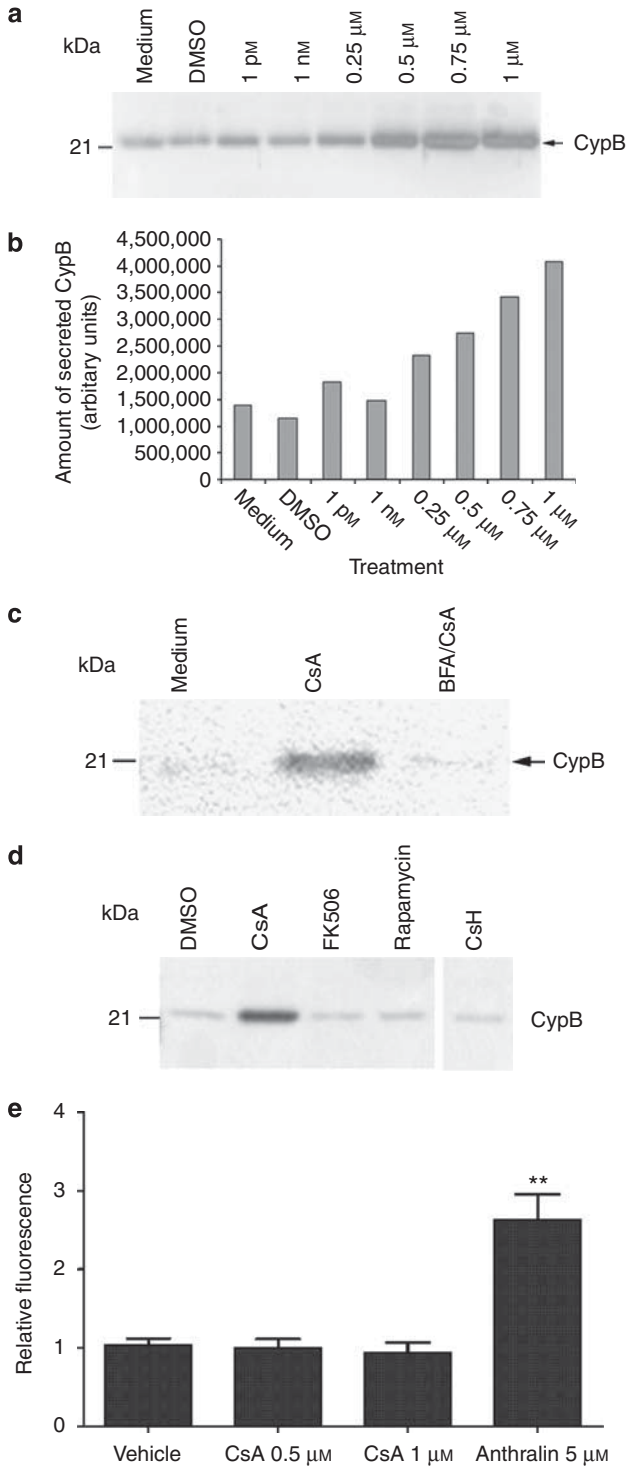 a
kDa
Medium
DMSO
1 pM
1 nM
0.25 µM
0.5 µM
0.75 µM
1 µM
21
CypB
b
Amount of secreted CypB
(arbitary units)
4,500,000
4,000,000
3,500,000
3,000,000
2,500,000
2,000,000
1,500,000
1,000,000
500,000
0
Medium
DMSO
1 pM
1 nM
0.25 µM
0.5 µM
0.75 µM
1 µM
Treatment
c
kDa
Medium
CsA
BFA/CsA
21
CypB
d
kDa
DMSO
CsA
FK506
Rapamycin
CsH
21
CypB
e
Relative fluorescence
4
3
2
1
0
**
Vehicle
CsA 0.5 µM
CsA 1 µM
Anthralin 5 µM